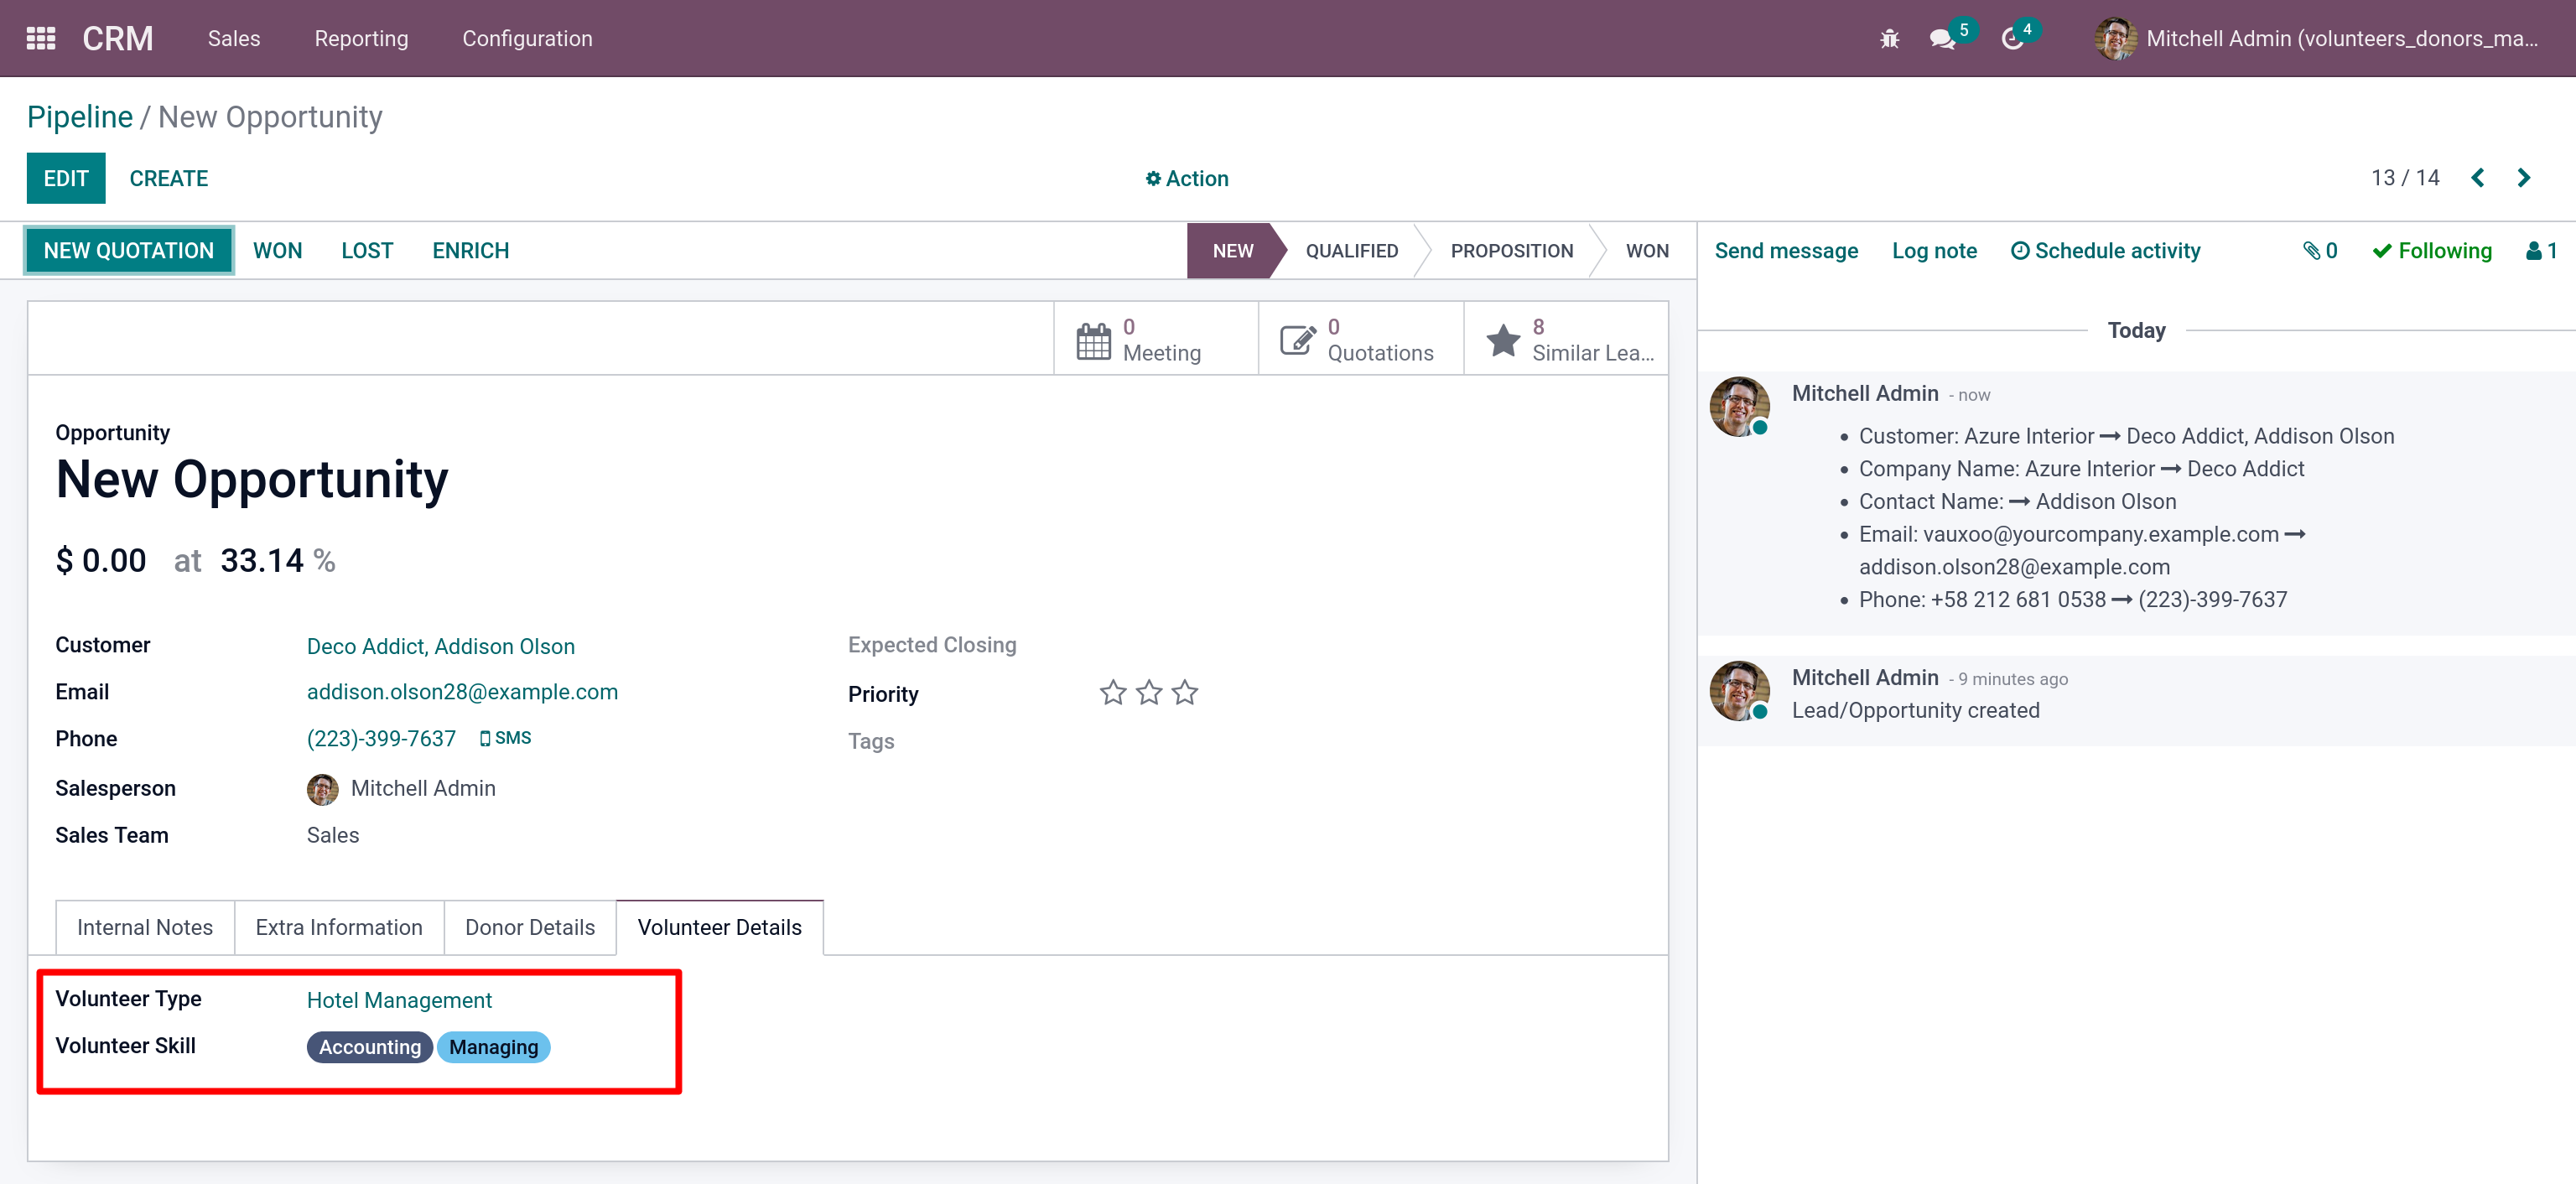 CRM Sales Reporting Configuration 5 4 Mitchell Admin (volunteers_donors_ma...
Pipeline / New Opportunity
EDIT CREATE Action 13 / 14
NEW QUOTATION WON LOST ENRICH NEW QUALIFIED PROPOSITION WON
0 Meeting
0 Quotations
8 Similar Lea...
Opportunity
New Opportunity
$ 0.00 at 33.14 %
Customer Deco Addict, Addison Olson
Email addison.olson28@example.com
Phone (223)-399-7637 SMS
Salesperson Mitchell Admin
Sales Team Sales
Expected Closing
Priority
Tags
Internal Notes Extra Information Donor Details Volunteer Details
Volunteer Type Hotel Management
Volunteer Skill Accounting Managing
Send message Log note Schedule activity 0 Following 1
Today
Mitchell Admin - now
• Customer: Azure Interior → Deco Addict, Addison Olson
• Company Name: Azure Interior → Deco Addict
• Contact Name: → Addison Olson
• Email: vauxoo@yourcompany.example.com →
addison.olson28@example.com
• Phone: +58 212 681 0538 → (223)-399-7637
Mitchell Admin - 9 minutes ago
Lead/Opportunity created